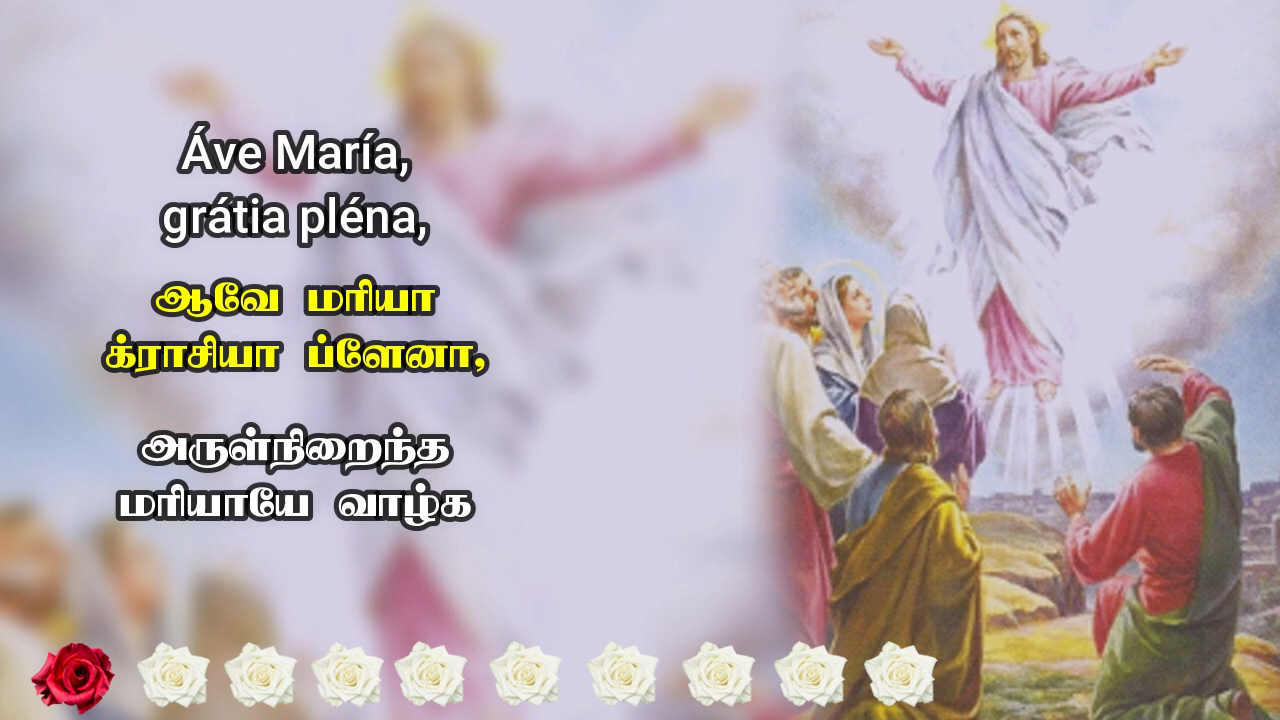 Áve María,
grátia pléna,
ஆவே மரியா
க்ராசியா ப்ளேனா,
அருள்நிறைந்த
மரியாயே வாழ்க